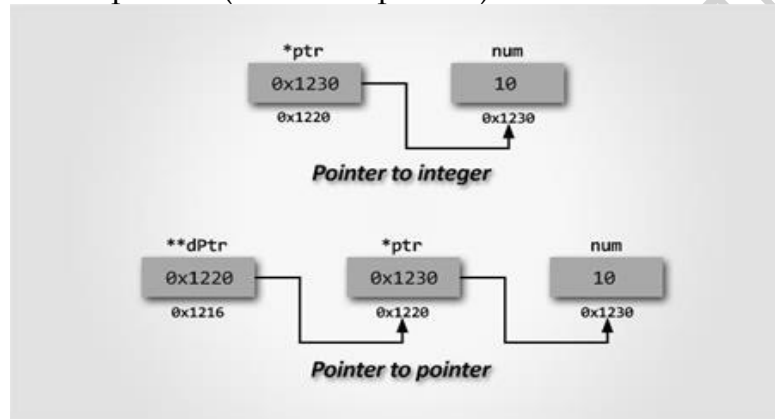 *ptr num
0x1230 10
0x1220 0x1230
Pointer to integer
**dPtr *ptr num
0x1220 0x1230 10
0x1216 0x1220 0x1230
Pointer to pointer